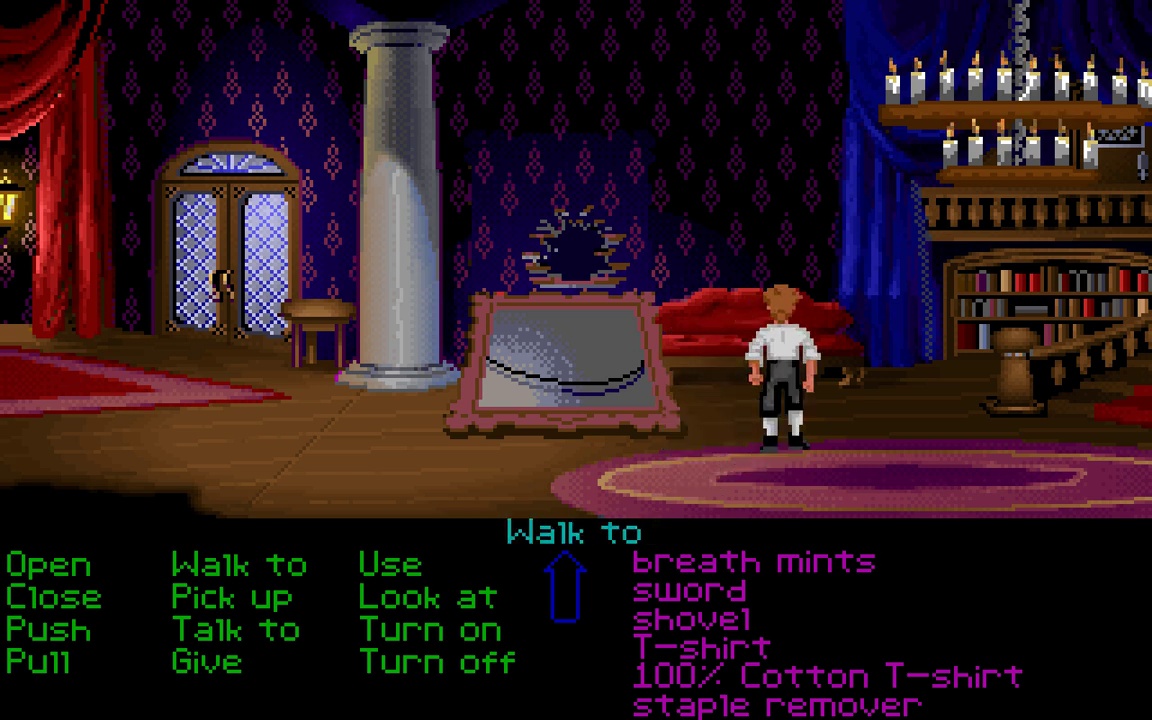 Walk to
Open Walk to Use
Close Pick up Look at
Push Talk to Turn on
Pull Give Turn off
breath mints
sword
shovel
T-shirt
100% Cotton T-shirt
staple remover